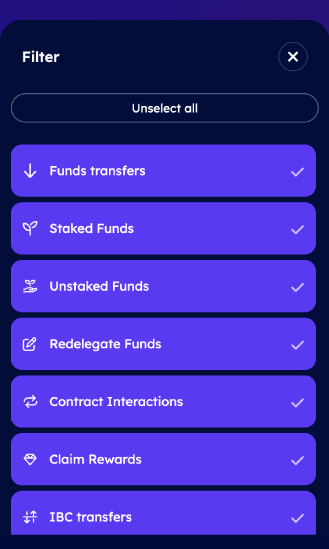 Filter
Unselect all
Funds transfers
Staked Funds
Unstaked Funds
Redelegate Funds
Contract Interactions
Claim Rewards
IBC transfers